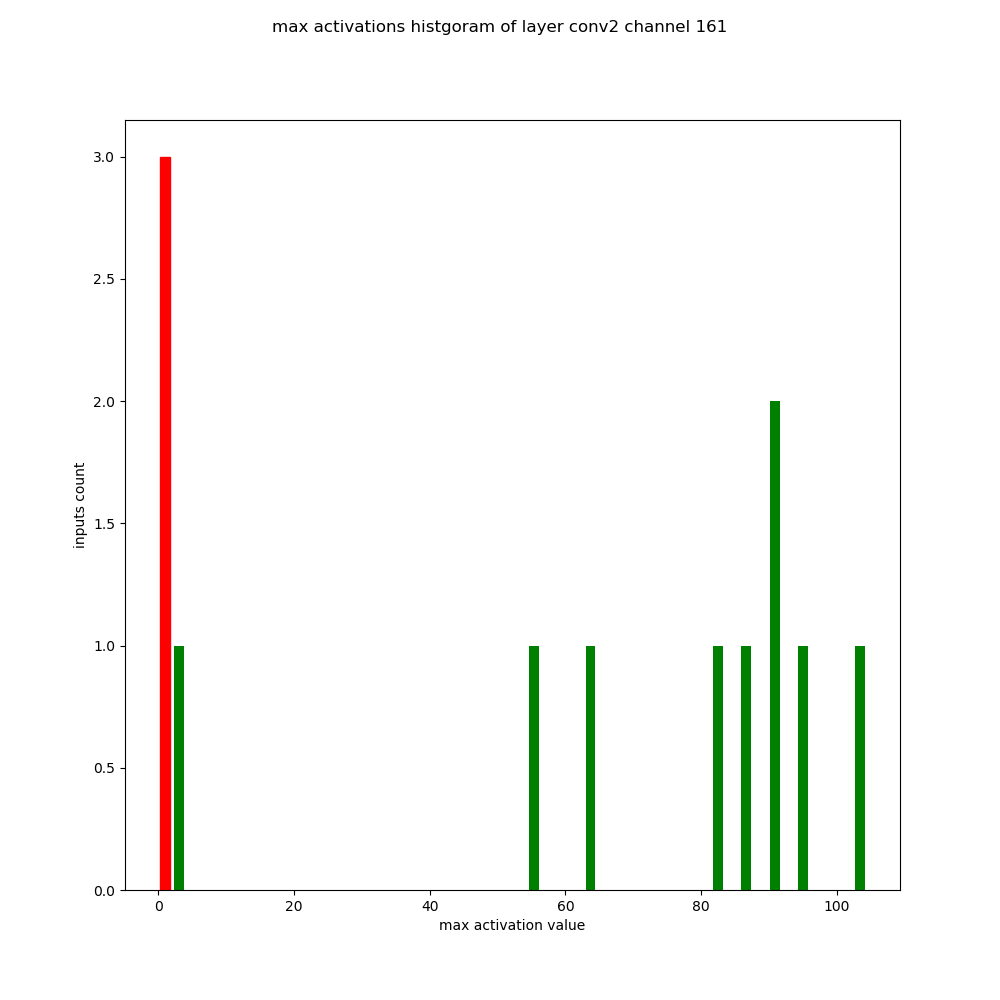 max activations histgoram of layer conv2 channel 161
3.0
2.5
2.0
1.5
1.0
0.5
0.0
inputs count
0 20 40 60 80 100
max activation value